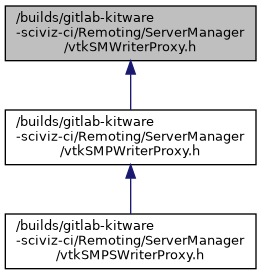 /builds/gitlab-kitware
-sciviz-ci/Remoting/ServerManager
/vtkSMWriterProxy.h
/builds/gitlab-kitware
-sciviz-ci/Remoting/ServerManager
/vtkSMPWriterProxy.h
/builds/gitlab-kitware
-sciviz-ci/Remoting/ServerManager
/vtkSMPSWriterProxy.h